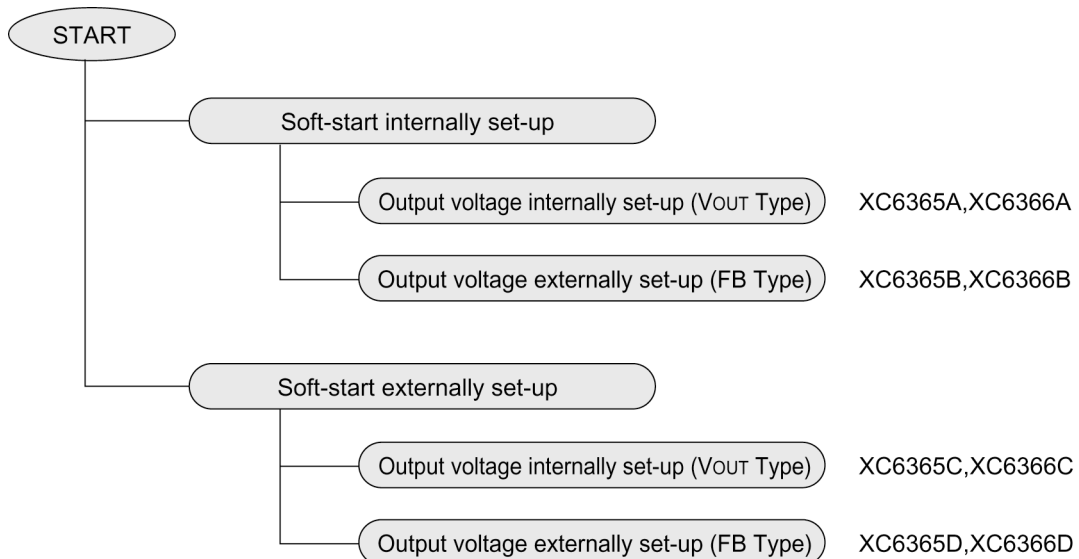 START
Soft-start internally set-up
Output voltage internally set-up (VOUT Type) XC6365A,XC6366A
Output voltage externally set-up (FB Type) XC6365B,XC6366B
Soft-start externally set-up
Output voltage internally set-up (VOUT Type) XC6365C,XC6366C
Output voltage externally set-up (FB Type) XC6365D,XC6366D